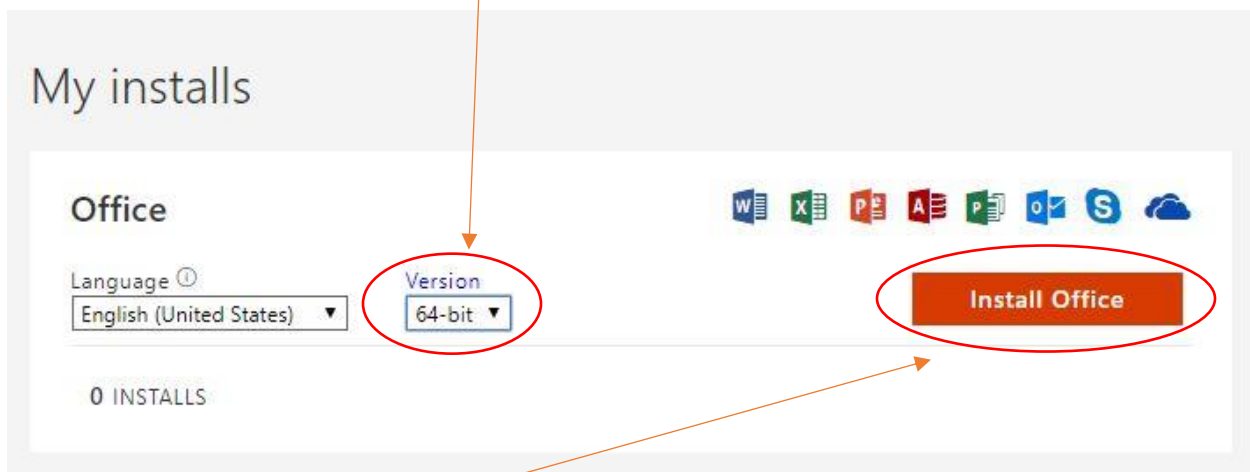 My installs
Office
Language
Version
English (United States)
64-bit
Install Office
0 INSTALLS